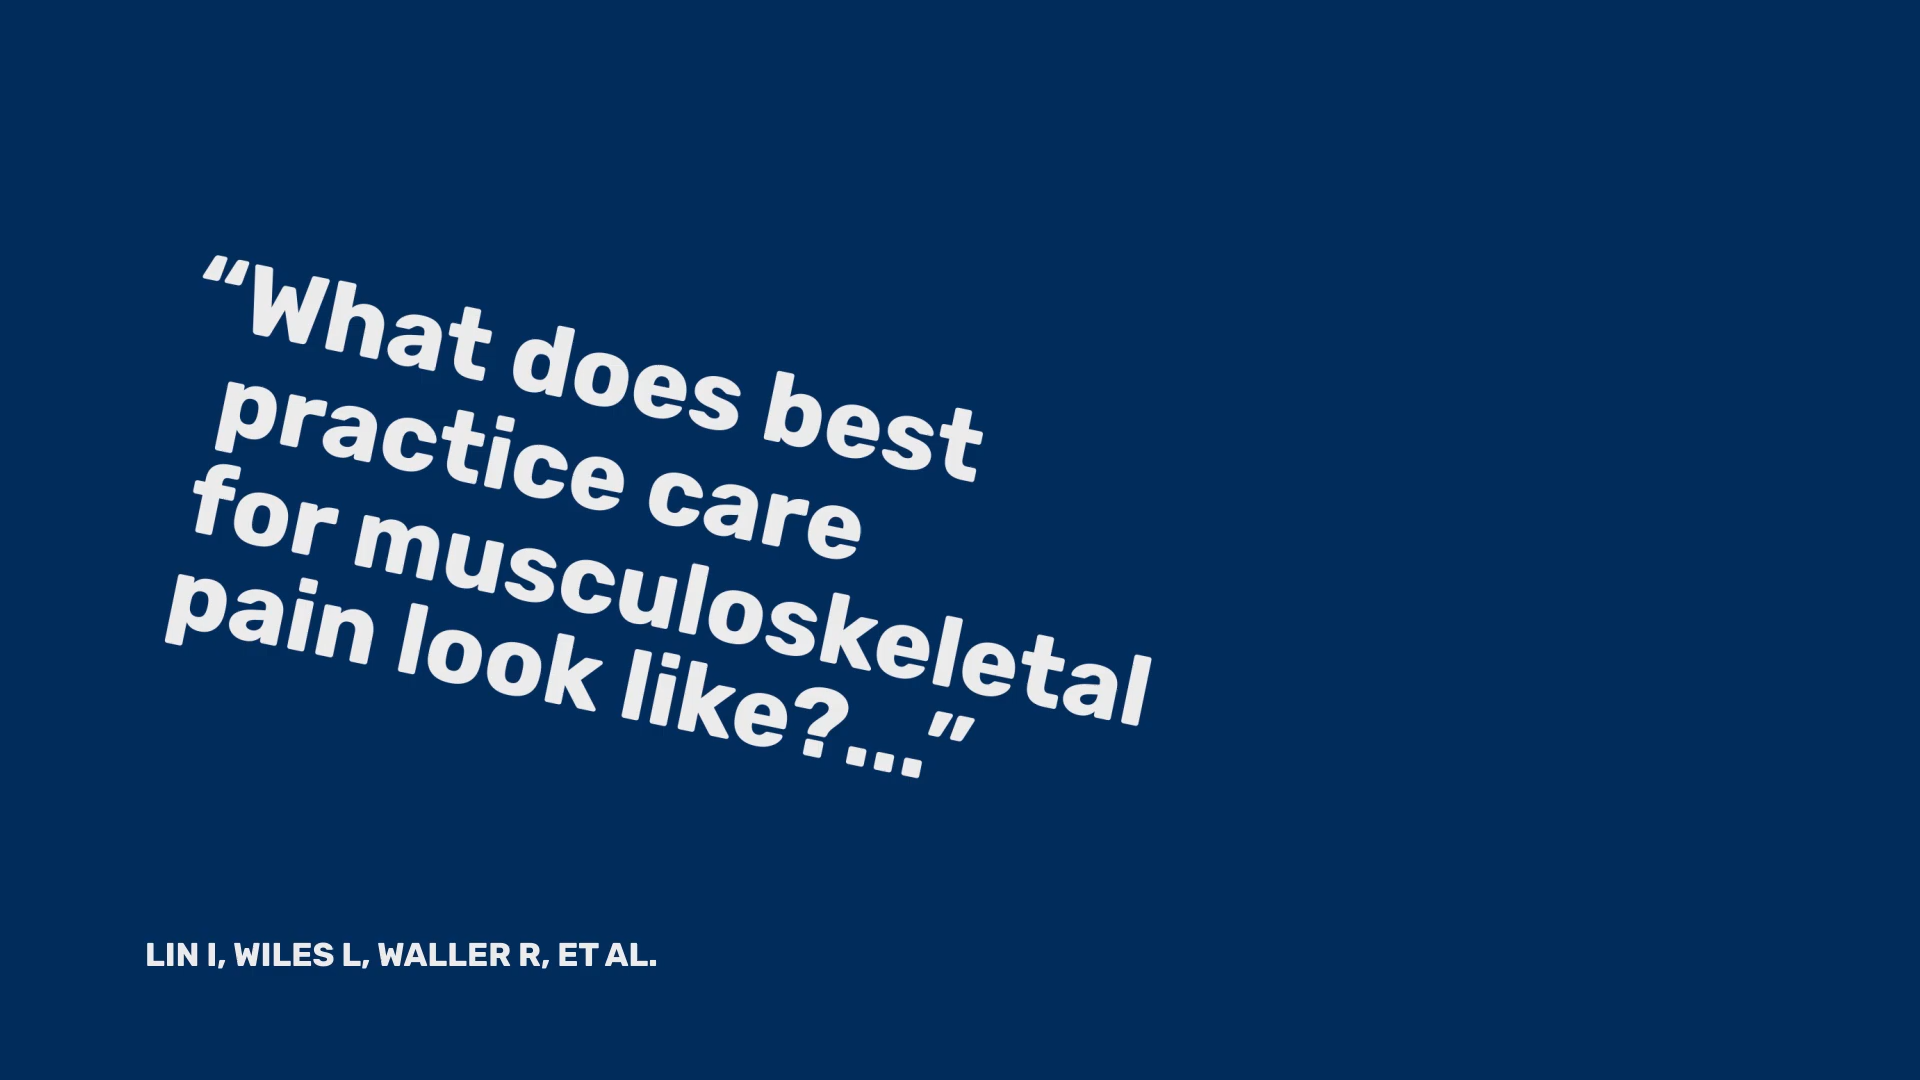 “What does best
practice care
for musculoskeletal
pain look like?...”
LIN I, WILES L, WALLER R, ET AL.